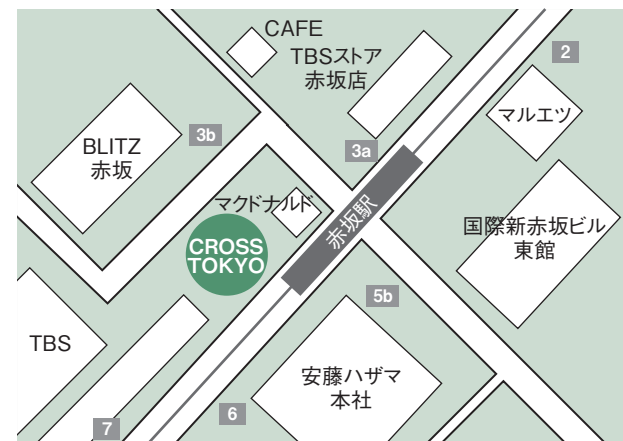 CAFE
TBSストア
赤坂店
2
マルエツ
3b
BLITZ
赤坂
3a
マクドナルド
赤坂駅
国際新赤坂ビル
東館
CROSS
TOKYO
5b
TBS
安藤ハザマ
本社
6
7